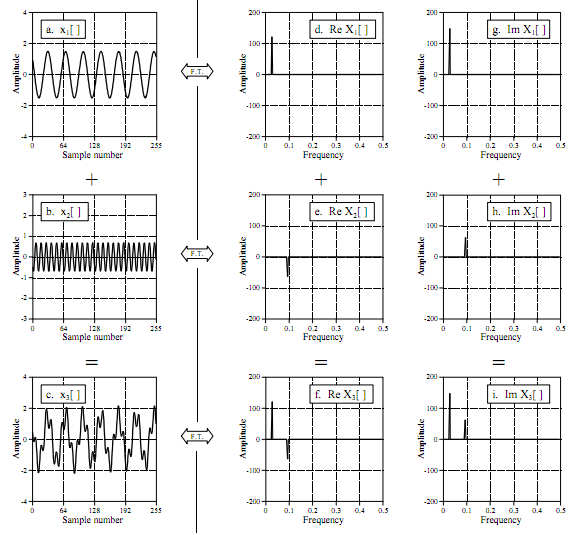 a. x₁[ ]
Amplitude
4
2
0
-2
-4
0 64 128 192 255
Sample number
F.T.
d. Re X₁[ ]
Amplitude
200
100
0
-100
-200
0 0.1 0.2 0.3 0.4 0.5
Frequency
g. Im X₁[ ]
Amplitude
200
100
0
-100
-200
0 0.1 0.2 0.3 0.4 0.5
Frequency
+ + +
b. x₂[ ]
Amplitude
3
2
1
0
-1
-2
-3
0 64 128 192 255
Sample number
F.T.
e. Re X₂[ ]
Amplitude
200
100
0
-100
-200
0 0.1 0.2 0.3 0.4 0.5
Frequency
h. Im X₂[ ]
Amplitude
200
100
0
-100
-200
0 0.1 0.2 0.3 0.4 0.5
Frequency
= = =
c. x₃[ ]
Amplitude
4
2
0
-2
-4
0 64 128 192 255
Sample number
F.T.
f. Re X₃[ ]
Amplitude
200
100
0
-100
-200
0 0.1 0.2 0.3 0.4 0.5
Frequency
i. Im X₃[ ]
Amplitude
200
100
0
-100
-200
0 0.1 0.2 0.3 0.4 0.5
Frequency